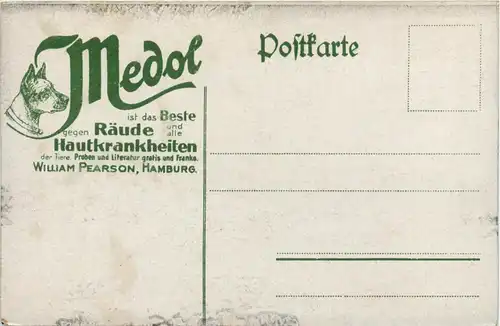 Medol
ist das Beste
gegen Räude und alle
Hautkrankheiten
der Tiere. Proben und Literatur gratis und franko.
WILLIAM PEARSON, HAMBURG.
Postkarte